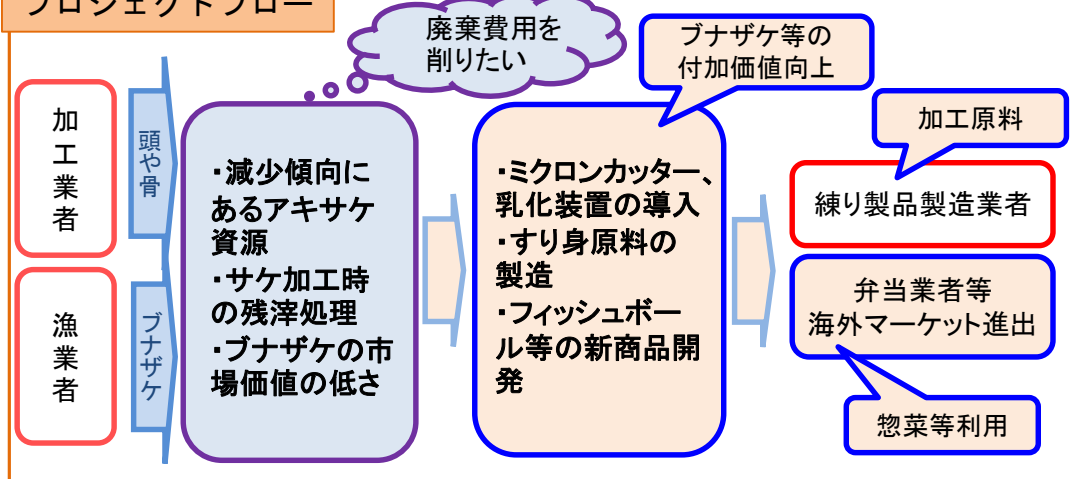 プロジェクトフロー
廃棄費用を
削りたい
ブナザケ等の
付加価値向上
加工業者
頭や骨
漁業者
ブナザケ
・減少傾向に
あるアキサケ
資源
・サケ加工時
の残滓処理
・ブナザケの市
場価値の低さ
・ミクロンカッター、
乳化装置の導入
・すり身原料の
製造
・フィッシュボー
ル等の新商品開
発
加工原料
練り製品製造業者
弁当業者等
海外マーケット進出
惣菜等利用